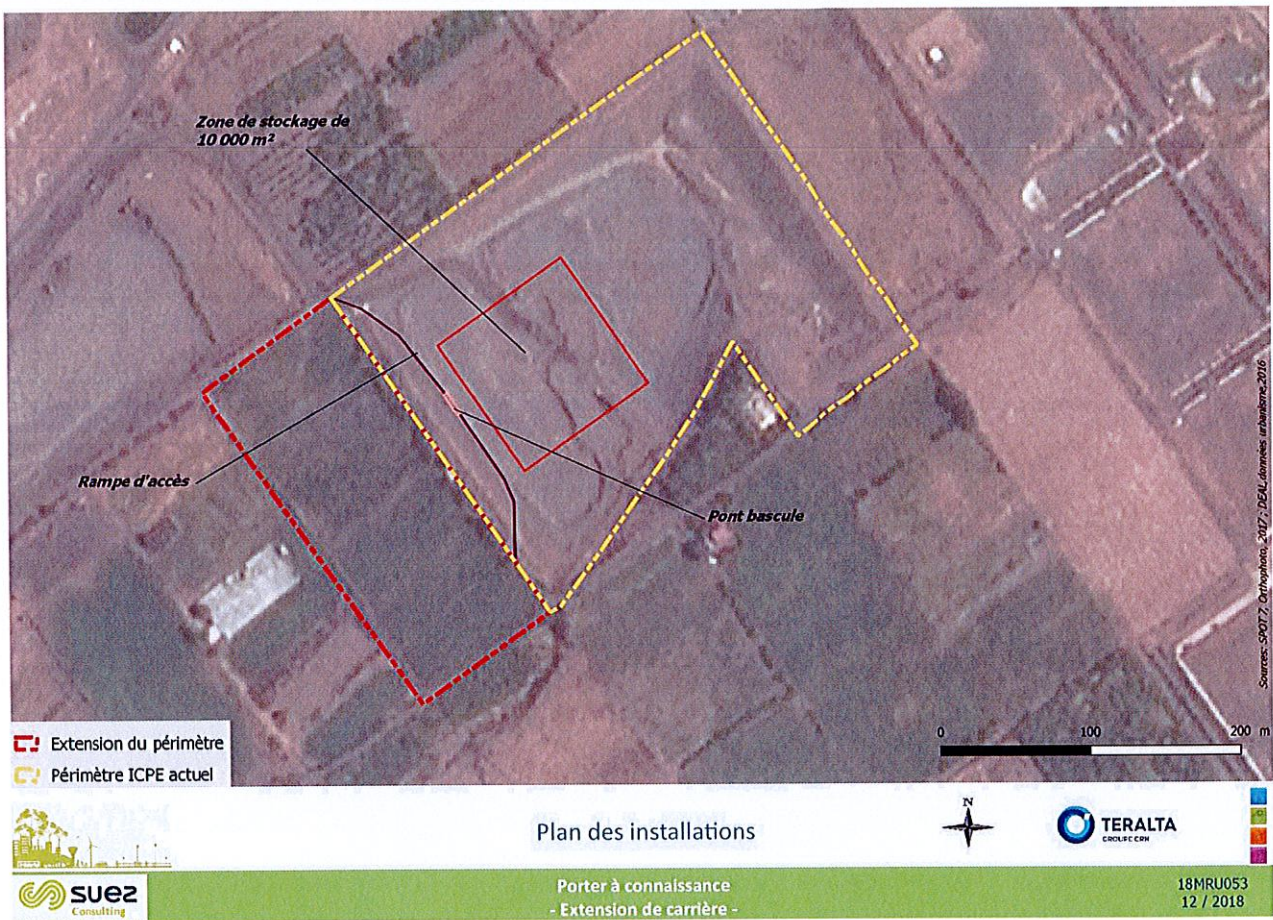 Zone de stockage de
10 000 m²
Rampe d'accès
Pont bascule
Sources: SPOT 7, Orthophoto, 2017 ; DEAL,données urbanisme,2016
0 100 200 m
Extension du périmètre
Périmètre ICPE actuel
Plan des installations
N
TERALTA
GROUPE CRH
suez
Consulting
Porter à connaissance
- Extension de carrière -
18MRU053
12 / 2018